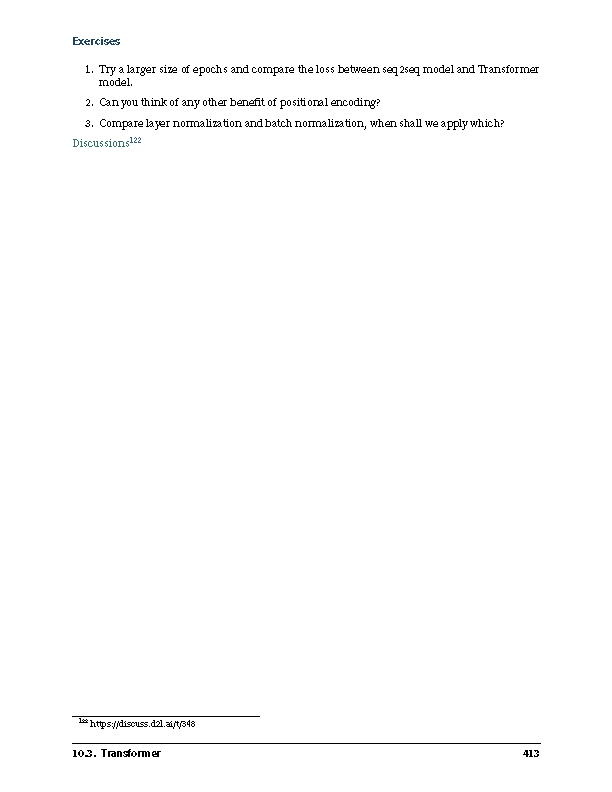 Exercises
1. Try a larger size of epochs and compare the loss between seq2seq model and Transformer
model.
2. Can you think of any other benefit of positional encoding?
3. Compare layer normalization and batch normalization, when shall we apply which?
Discussions122
122 https://discuss.d2l.ai/t/348
10.3. Transformer 413